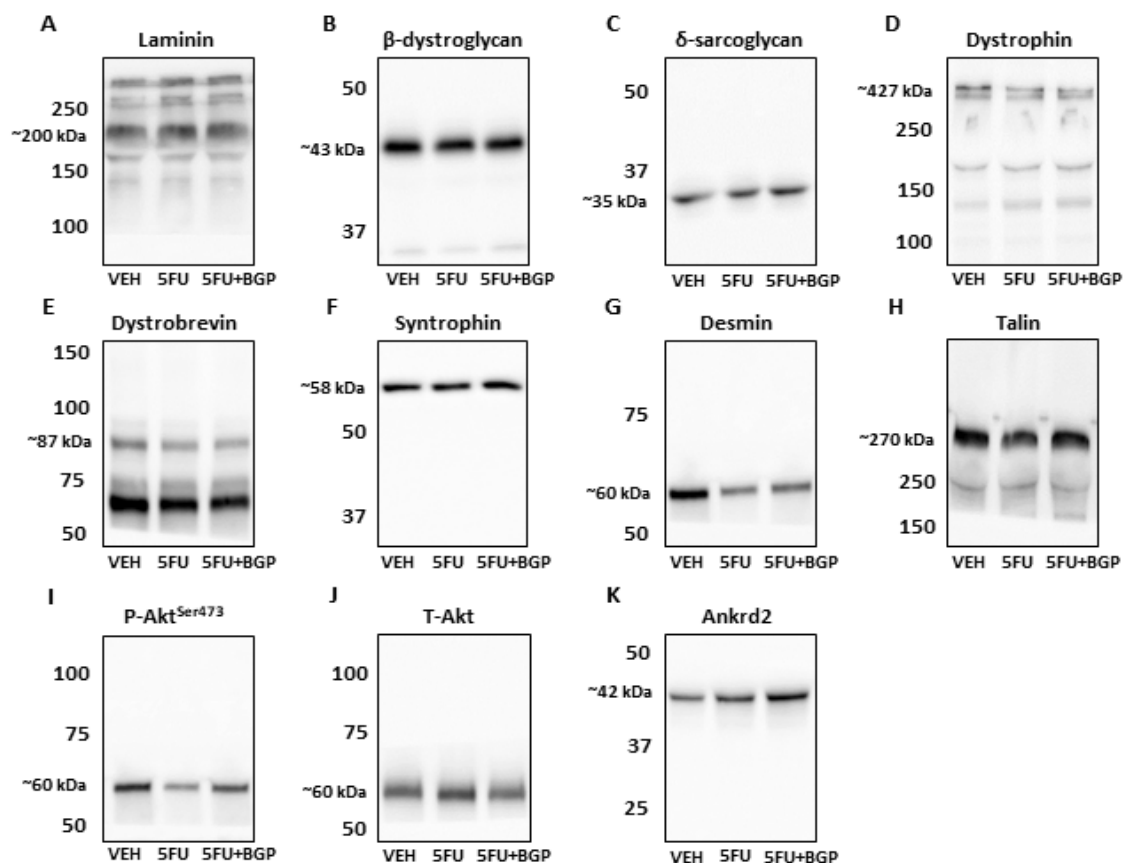 A
Laminin
250
~200 kDa
150
100
VEH 5FU 5FU+BGP
B
β-dystroglycan
50
~43 kDa
37
VEH 5FU 5FU+BGP
C
δ-sarcoglycan
50
37
~35 kDa
VEH 5FU 5FU+BGP
D
Dystrophin
~427 kDa
250
150
100
VEH 5FU 5FU+BGP
E
Dystrobrevin
150
100
~87 kDa
75
50
VEH 5FU 5FU+BGP
F
Syntrophin
~58 kDa
50
37
VEH 5FU 5FU+BGP
G
Desmin
75
~60 kDa
50
VEH 5FU 5FU+BGP
H
Talin
~270 kDa
250
150
VEH 5FU 5FU+BGP
I
P-Akt^Ser473
100
75
~60 kDa
50
VEH 5FU 5FU+BGP
J
T-Akt
100
75
~60 kDa
50
VEH 5FU 5FU+BGP
K
Ankrd2
50
~42 kDa
37
25
VEH 5FU 5FU+BGP